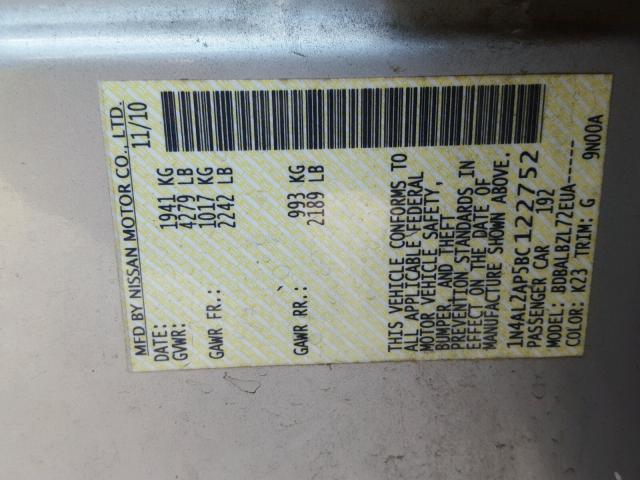 MFD BY NISSAN MOTOR CO., LTD.
DATE: 11/10
GVWR: 1941 KG
4279 LB
GAWR FR.: 1017 KG
2242 LB
GAWR RR.: 993 KG
2189 LB
THIS VEHICLE CONFORMS TO
ALL APPLICABLE FEDERAL
MOTOR VEHICLE SAFETY,
BUMPER AND THEFT
PREVENTION STANDARDS IN
EFFECT ON THE DATE OF
MANUFACTURE SHOWN ABOVE.
1N4AL2AP5BC122752
PASSENGER CAR 192
MODEL: BDBALBZL72EUA-----
COLOR: K23 TRIM: G 9N00A